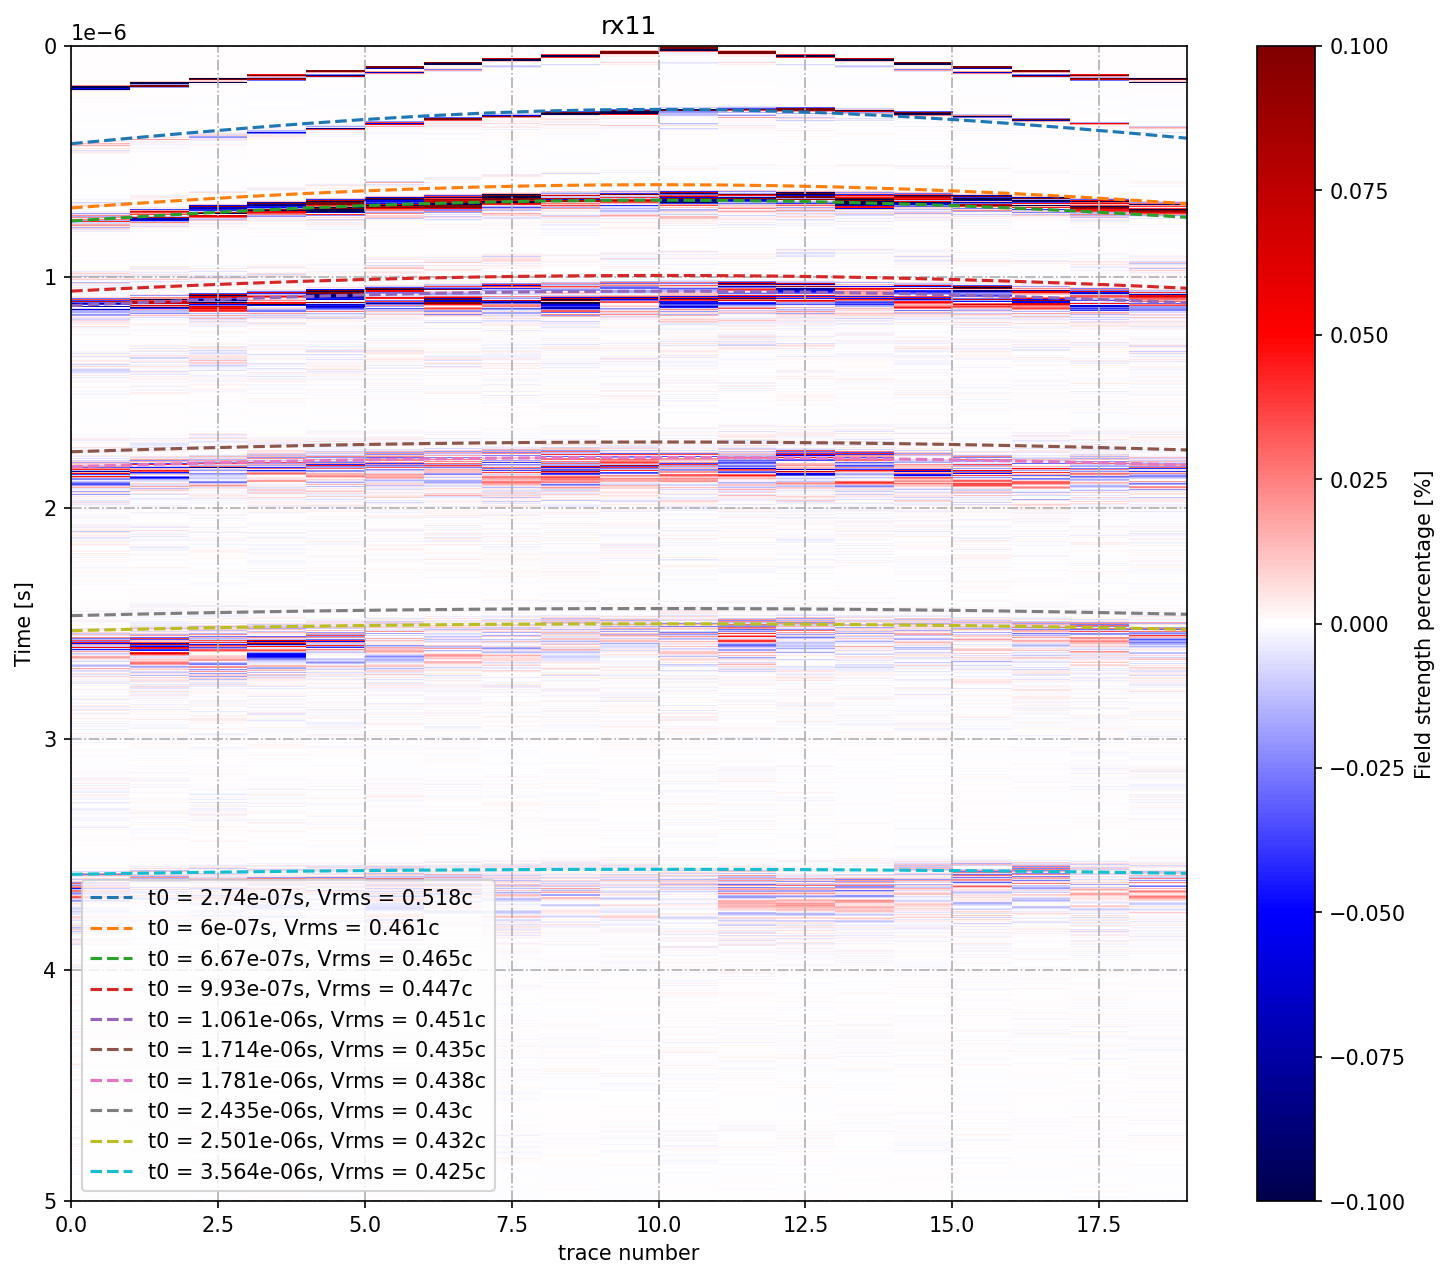 rx11
1e−6
0
1
2
3
4
5
Time [s]
0.0
2.5
5.0
7.5
10.0
12.5
15.0
17.5
trace number
t0 = 2.74e-07s, Vrms = 0.518c
t0 = 6e-07s, Vrms = 0.461c
t0 = 6.67e-07s, Vrms = 0.465c
t0 = 9.93e-07s, Vrms = 0.447c
t0 = 1.061e-06s, Vrms = 0.451c
t0 = 1.714e-06s, Vrms = 0.435c
t0 = 1.781e-06s, Vrms = 0.438c
t0 = 2.435e-06s, Vrms = 0.43c
t0 = 2.501e-06s, Vrms = 0.432c
t0 = 3.564e-06s, Vrms = 0.425c
0.100
0.075
0.050
0.025
0.000
−0.025
−0.050
−0.075
−0.100
Field strength percentage [%]